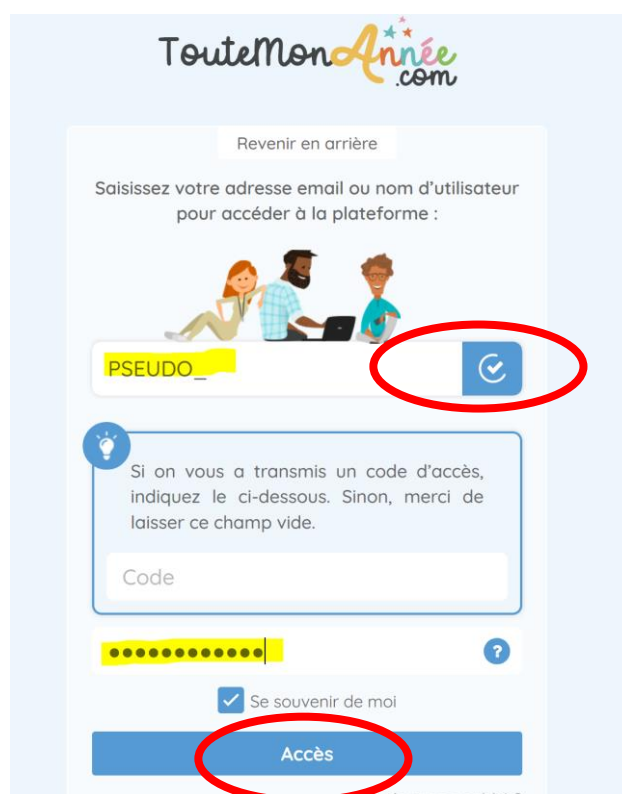 TouteMonAnnée
.com
Revenir en arrière
Saisissez votre adresse email ou nom d'utilisateur
pour accéder à la plateforme :
PSEUDO_
Si on vous a transmis un code d'accès,
indiquez le ci-dessous. Sinon, merci de
laisser ce champ vide.
Code
••••••••••••
?
Se souvenir de moi
Accès